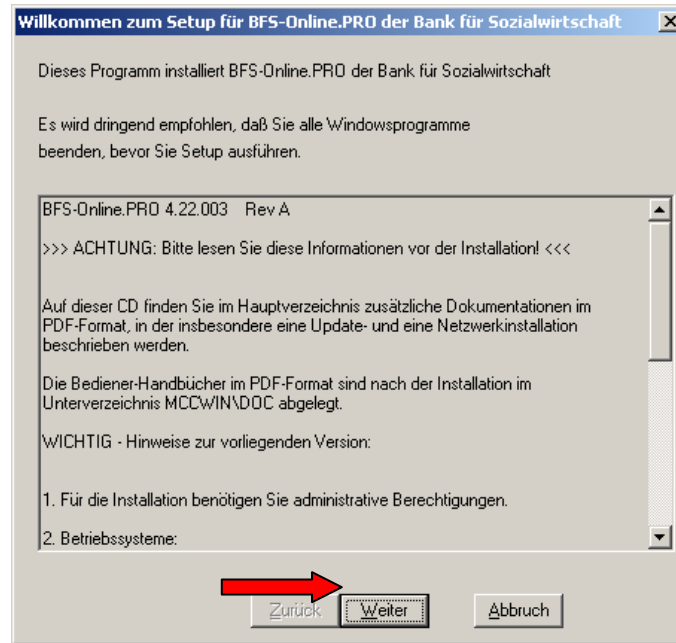 Willkommen zum Setup für BFS-Online.PRO der Bank für Sozialwirtschaft
Dieses Programm installiert BFS-Online.PRO der Bank für Sozialwirtschaft
Es wird dringend empfohlen, daß Sie alle Windowsprogramme
beenden, bevor Sie Setup ausführen.
BFS-Online.PRO 4.22.003 Rev A
>>> ACHTUNG: Bitte lesen Sie diese Informationen vor der Installation! <<<
Auf dieser CD finden Sie im Hauptverzeichnis zusätzliche Dokumentationen im
PDF-Format, in der insbesondere eine Update- und eine Netzwerkinstallation
beschrieben werden.
Die Bediener-Handbücher im PDF-Format sind nach der Installation im
Unterverzeichnis MCCWIN\DOC abgelegt.
WICHTIG - Hinweise zur vorliegenden Version:
1. Für die Installation benötigen Sie administrative Berechtigungen.
2. Betriebssysteme:
Zurück Weiter Abbruch